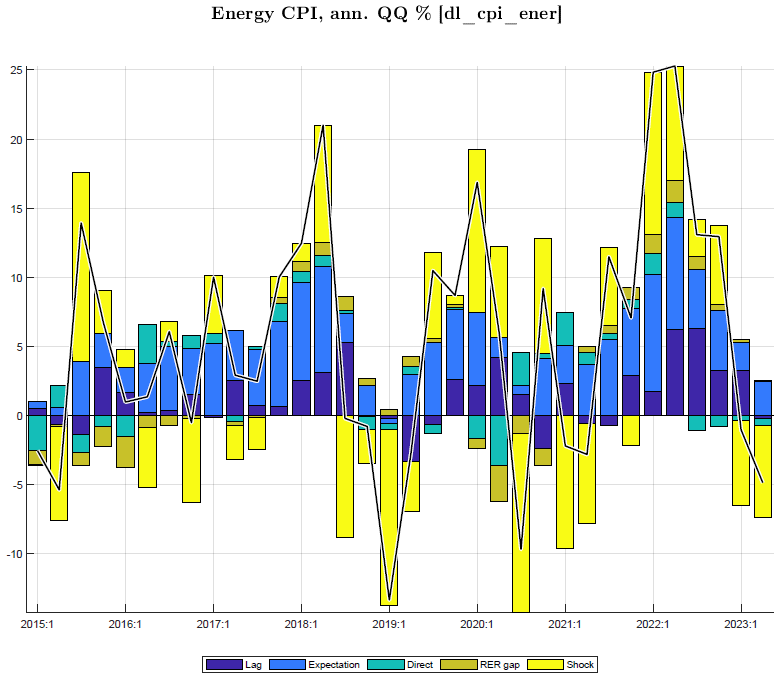 Energy CPI, ann. QQ % [dl_cpi_ener]
25
20
15
10
5
0
-5
-10
2015:1 2016:1 2017:1 2018:1 2019:1 2020:1 2021:1 2022:1 2023:1
Lag Expectation Direct RER gap Shock